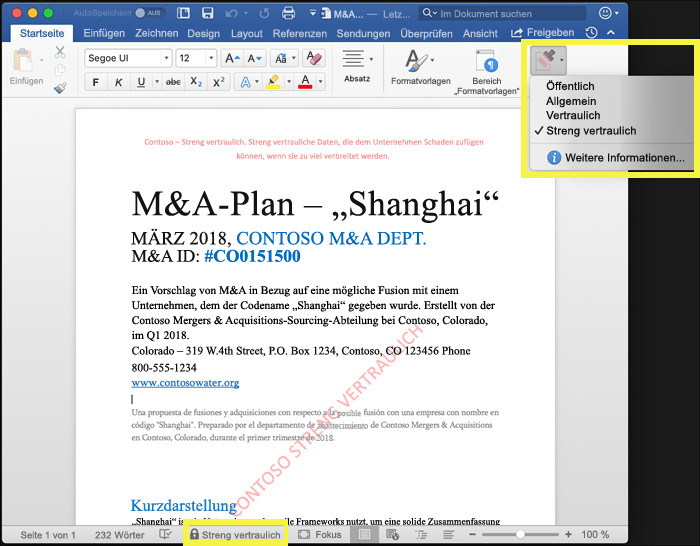 AutoSpeichern AUS
M&A... — Letz...
Im Dokument suchen
Startseite Einfügen Zeichnen Design Layout Referenzen Sendungen Überprüfen Ansicht Freigeben
Einfügen
Segoe UI 12
F K U abc X₂ X²
Absatz
Formatvorlagen
Bereich
„Formatvorlagen“
Öffentlich
Allgemein
Vertraulich
Streng vertraulich
Weitere Informationen...
Contoso – Streng vertraulich. Streng vertrauliche Daten, die dem Unternehmen Schaden zufügen
können, wenn sie zu viel verbreitet werden.
M&A-Plan – „Shanghai“
MÄRZ 2018, CONTOSO M&A DEPT.
M&A ID: #CO0151500
Ein Vorschlag von M&A in Bezug auf eine mögliche Fusion mit einem
Unternehmen, dem der Codename „Shanghai“ gegeben wurde. Erstellt von der
Contoso Mergers & Acquisitions-Sourcing-Abteilung bei Contoso, Colorado,
im Q1 2018.
Colorado – 319 W.4th Street, P.O. Box 1234, Contoso, CO 123456 Phone
800-555-1234
www.contosowater.org
Una propuesta de fusiones y adquisiciones con respecto a la posible fusión con una empresa con nombre en
código "Shanghai". Preparado por el departamento de abastecimiento de Contoso Mergers & Acquisitions
en Contoso, Colorado, durante el primer trimestre de 2018.
CONTOSO STRENG VERTRAULICH
Kurzdarstellung
„Shanghai“ Frameworks nutzt, um eine solide Zusammenfassung
Seite 1 von 1 232 Wörter Streng vertraulich Fokus 100 %